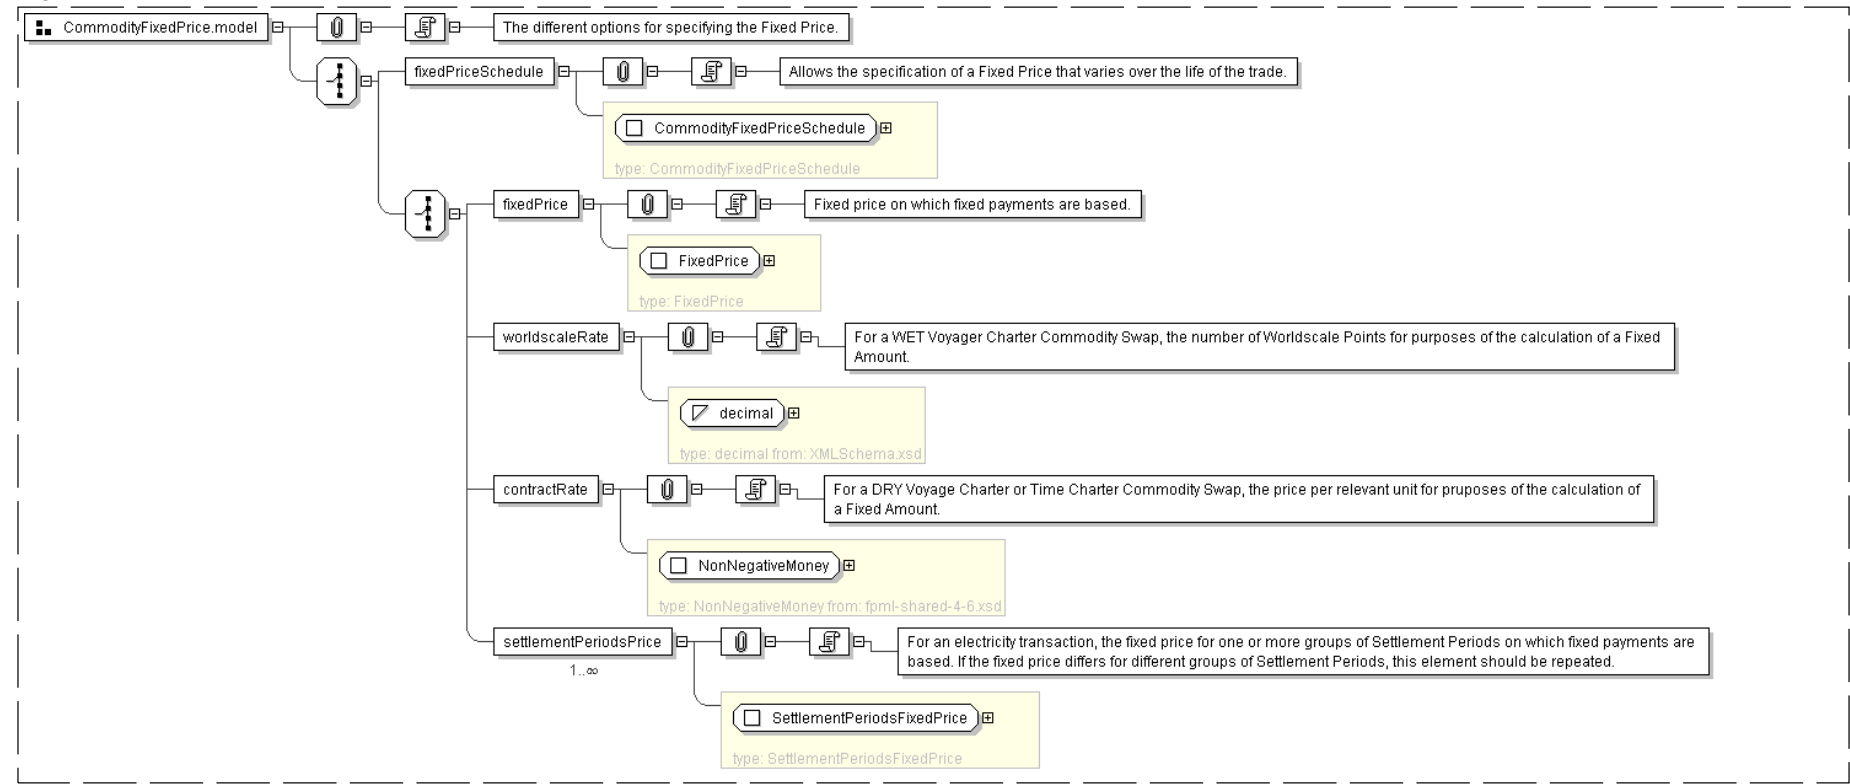 CommodityFixedPrice.model
The different options for specifying the Fixed Price.
fixedPriceSchedule
Allows the specification of a Fixed Price that varies over the life of the trade.
CommodityFixedPriceSchedule
type: CommodityFixedPriceSchedule
fixedPrice
Fixed price on which fixed payments are based.
FixedPrice
type: FixedPrice
worldscaleRate
For a WET Voyager Charter Commodity Swap, the number of Worldscale Points for purposes of the calculation of a Fixed
Amount.
decimal
type: decimal from: XMLSchema.xsd
contractRate
For a DRY Voyage Charter or Time Charter Commodity Swap, the price per relevant unit for pruposes of the calculation of
a Fixed Amount.
NonNegativeMoney
type: NonNegativeMoney from: fpml-shared-4-6.xsd
settlementPeriodsPrice
1..∞
For an electricity transaction, the fixed price for one or more groups of Settlement Periods on which fixed payments are
based. If the fixed price differs for different groups of Settlement Periods, this element should be repeated.
SettlementPeriodsFixedPrice
type: SettlementPeriodsFixedPrice